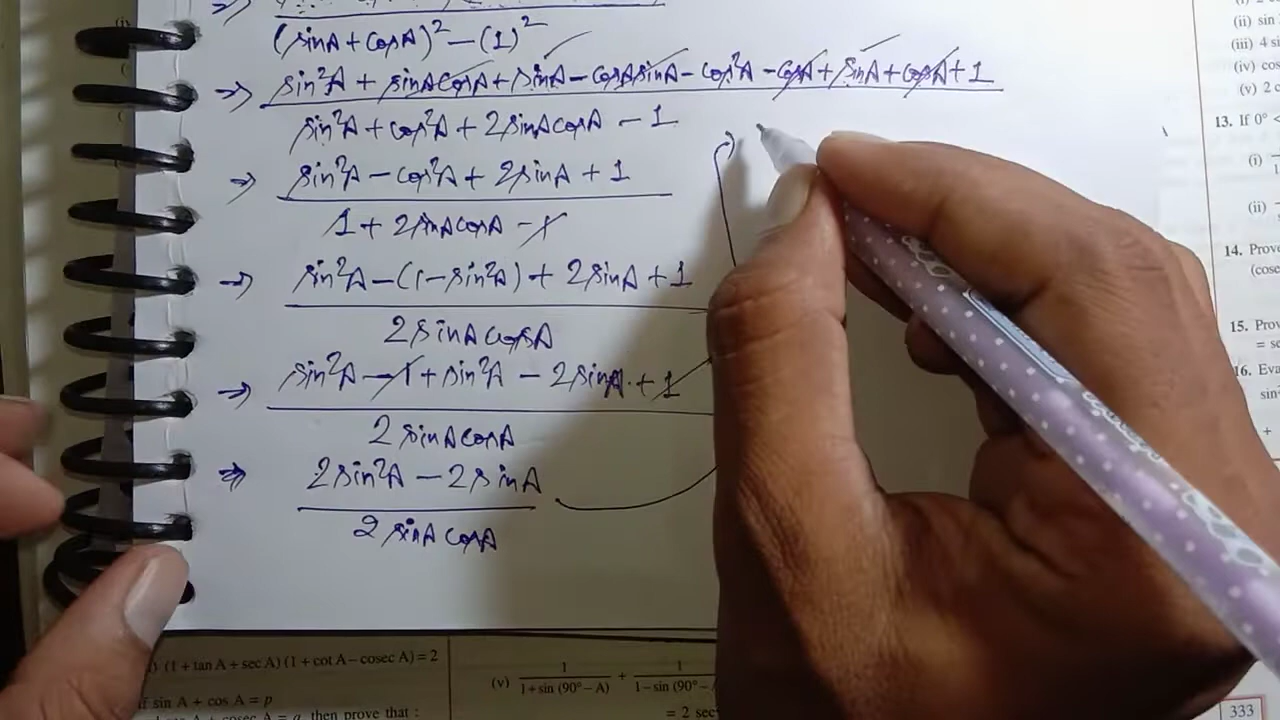 (sinA + cosA)² – (1)²
⇒ sin²A + sinAcosA + sinA – cosAsinA – cos²A – cosA + sinA + cosA + 1
sin²A + cos²A + 2sinAcosA – 1
⇒ sin²A – cos²A + 2sinA + 1
1 + 2sinAcosA – 1
⇒ sin²A – (1–sin²A) + 2sinA + 1
2sinAcosA
⇒ sin²A – 1 + sin²A – 2sinA + 1
2sinAcosA
⇒ 2sin²A – 2sinA
2sinAcosA
(1 + tan A + sec A) (1 + cot A – cosec A) = 2
if sin A + cos A = p
= q, then prove that :
(v) 1/1 + sin (90° – A) + 1/1 – sin (90° –
= 2 sec
(ii) sin
(iii) 4 si
(iv) cos
(v) 2 c
13. If 0° <
(i)
(ii)
14. Prove
(cosec
15. Prov
= se
16. Eva
sin
+
333